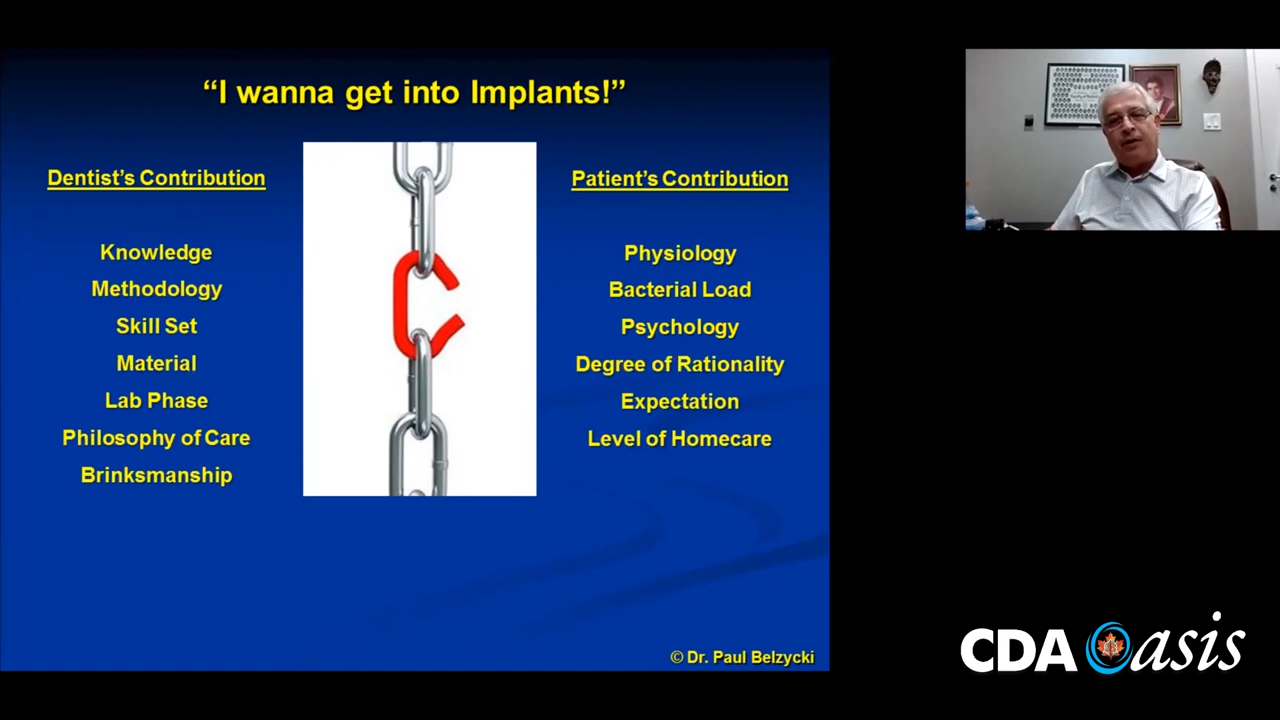 “I wanna get into Implants!”
Dentist's Contribution
Knowledge
Methodology
Skill Set
Material
Lab Phase
Philosophy of Care
Brinksmanship
Patient's Contribution
Physiology
Bacterial Load
Psychology
Degree of Rationality
Expectation
Level of Homecare
© Dr. Paul Belzycki
CDA Oasis